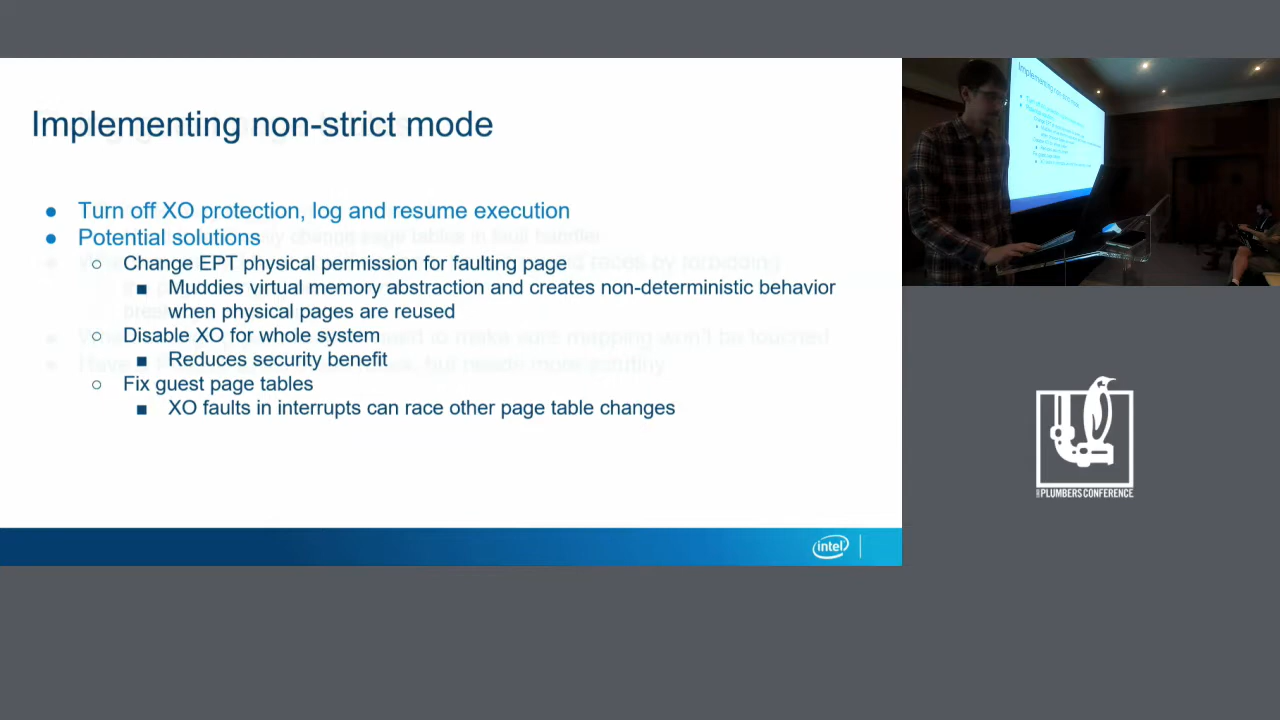 Implementing non-strict mode
● Turn off XO protection, log and resume execution
● Potential solutions
○ Change EPT physical permission for faulting page
■ Muddies virtual memory abstraction and creates non-deterministic behavior
when physical pages are reused
○ Disable XO for whole system
■ Reduces security benefit
○ Fix guest page tables
■ XO faults in interrupts can race other page table changes
intel
PLUMBERS CONFERENCE